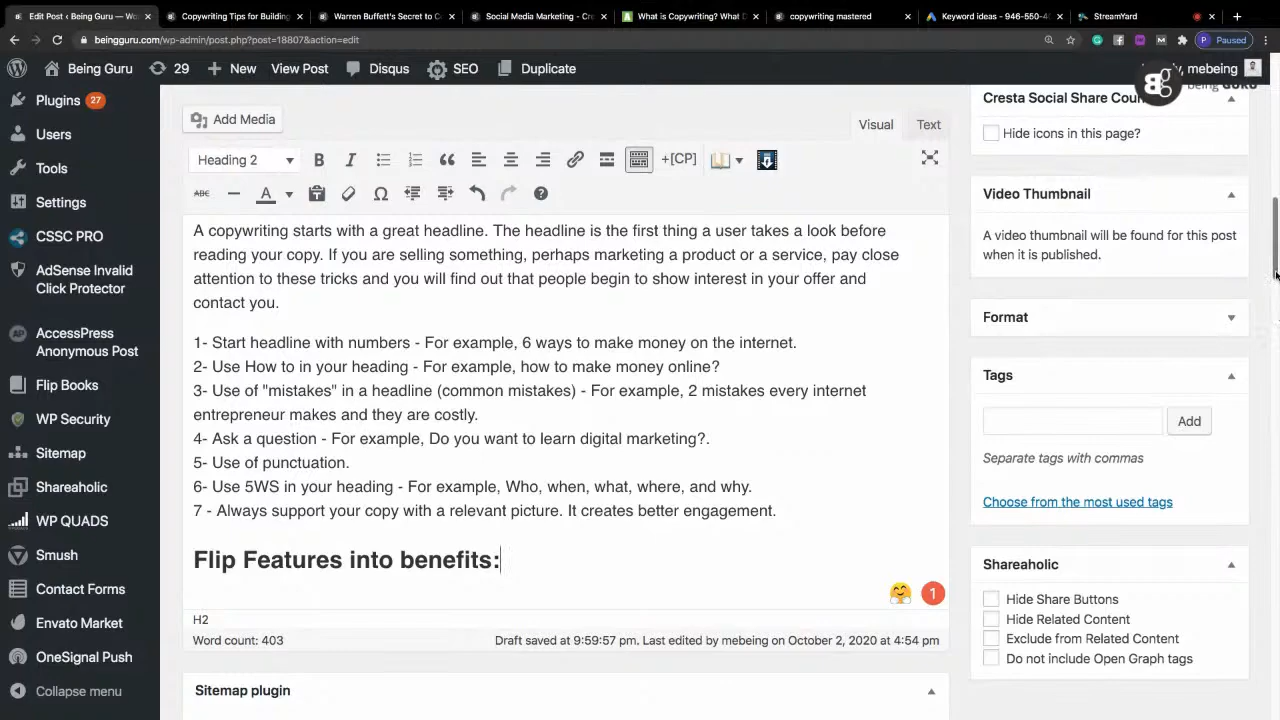 Edit Post ‹ Being Guru — Wo
Copywriting Tips for Building
Warren Buffett's Secret to C
Social Media Marketing - Cre
What is Copywriting? What D
copywriting mastered
Keyword ideas - 946-550-4
StreamYard
beingguru.com/wp-admin/post.php?post=18807&action=edit
P Paused
Being Guru
29
New
View Post
Disqus
SEO
Duplicate
mebeing
being GURU
Plugins 27
Users
Tools
Settings
CSSC PRO
AdSense Invalid
Click Protector
AccessPress
Anonymous Post
Flip Books
WP Security
Sitemap
Shareaholic
WP QUADS
Smush
Contact Forms
Envato Market
OneSignal Push
Collapse menu
Add Media
Visual
Text
Heading 2
+[CP]
ABC
A copywriting starts with a great headline. The headline is the first thing a user takes a look before
reading your copy. If you are selling something, perhaps marketing a product or a service, pay close
attention to these tricks and you will find out that people begin to show interest in your offer and
contact you.
1- Start headline with numbers - For example, 6 ways to make money on the internet.
2- Use How to in your heading - For example, how to make money online?
3- Use of "mistakes" in a headline (common mistakes) - For example, 2 mistakes every internet
entrepreneur makes and they are costly.
4- Ask a question - For example, Do you want to learn digital marketing?.
5- Use of punctuation.
6- Use 5WS in your heading - For example, Who, when, what, where, and why.
7 - Always support your copy with a relevant picture. It creates better engagement.
Flip Features into benefits:
1
H2
Word count: 403
Draft saved at 9:59:57 pm. Last edited by mebeing on October 2, 2020 at 4:54 pm
Sitemap plugin
Cresta Social Share Coun
Hide icons in this page?
Video Thumbnail
A video thumbnail will be found for this post
when it is published.
Format
Tags
Add
Separate tags with commas
Choose from the most used tags
Shareaholic
Hide Share Buttons
Hide Related Content
Exclude from Related Content
Do not include Open Graph tags